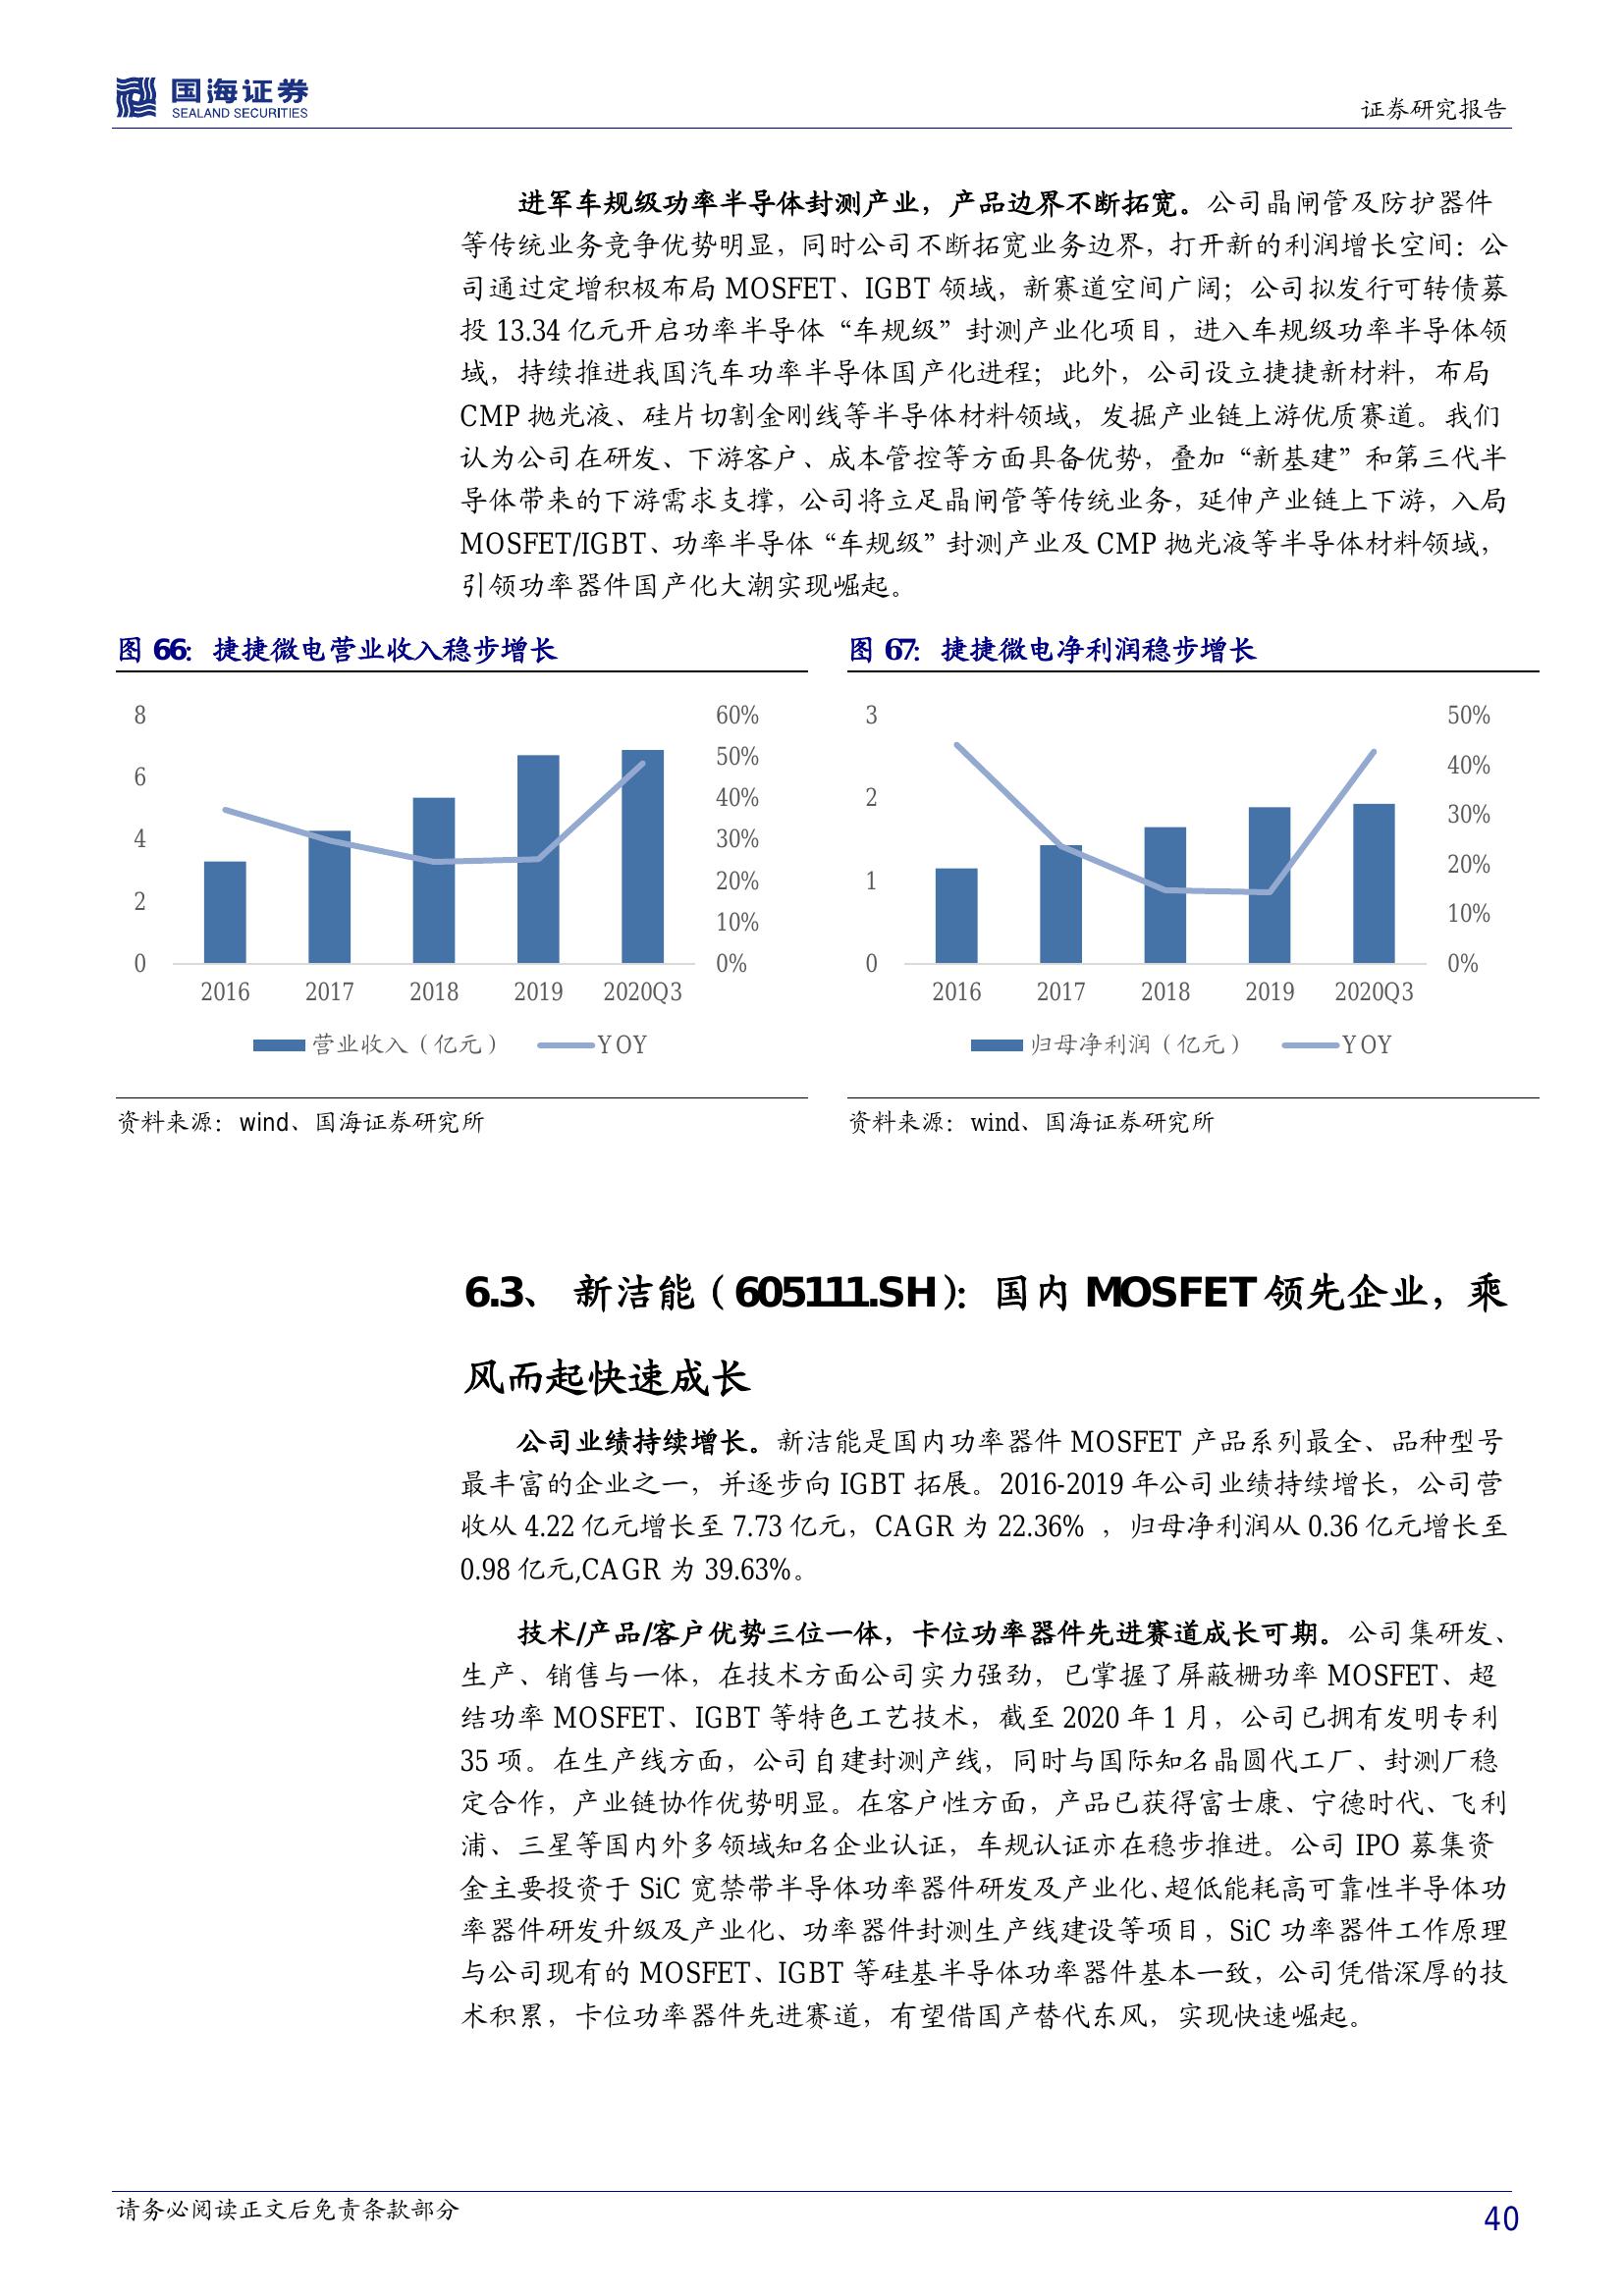 国海证券
SEALAND SECURITIES
证券研究报告
进军车规级功率半导体封测产业，产品边界不断拓宽。公司晶闸管及防护器件
等传统业务竞争优势明显，同时公司不断拓宽业务边界，打开新的利润增长空间：公
司通过定增积极布局 MOSFET、IGBT 领域，新赛道空间广阔；公司拟发行可转债募
投 13.34 亿元开启功率半导体“车规级”封测产业化项目，进入车规级功率半导体领
域，持续推进我国汽车功率半导体国产化进程；此外，公司设立捷捷新材料，布局
CMP 抛光液、硅片切割金刚线等半导体材料领域，发掘产业链上游优质赛道。我们
认为公司在研发、下游客户、成本管控等方面具备优势，叠加“新基建”和第三代半
导体带来的下游需求支撑，公司将立足晶闸管等传统业务，延伸产业链上下游，入局
MOSFET/IGBT、功率半导体“车规级”封测产业及 CMP 抛光液等半导体材料领域，
引领功率器件国产化大潮实现崛起。
图 66：捷捷微电营业收入稳步增长
8
6
4
2
0
60%
50%
40%
30%
20%
10%
0%
2016 2017 2018 2019 2020Q3
营业收入（亿元） YOY
资料来源：wind、国海证券研究所
图 67：捷捷微电净利润稳步增长
3
2
1
0
50%
40%
30%
20%
10%
0%
2016 2017 2018 2019 2020Q3
归母净利润（亿元） YOY
资料来源：wind、国海证券研究所
6.3、 新洁能（605111.SH）：国内 MOSFET 领先企业，乘
风而起快速成长
公司业绩持续增长。新洁能是国内功率器件 MOSFET 产品系列最全、品种型号
最丰富的企业之一，并逐步向 IGBT 拓展。2016-2019 年公司业绩持续增长，公司营
收从 4.22 亿元增长至 7.73 亿元，CAGR 为 22.36% ，归母净利润从 0.36 亿元增长至
0.98 亿元,CAGR 为 39.63%。
技术/产品/客户优势三位一体，卡位功率器件先进赛道成长可期。公司集研发、
生产、销售与一体，在技术方面公司实力强劲，已掌握了屏蔽栅功率 MOSFET、超
结功率 MOSFET、IGBT 等特色工艺技术，截至 2020 年 1 月，公司已拥有发明专利
35 项。在生产线方面，公司自建封测产线，同时与国际知名晶圆代工厂、封测厂稳
定合作，产业链协作优势明显。在客户性方面，产品已获得富士康、宁德时代、飞利
浦、三星等国内外多领域知名企业认证，车规认证亦在稳步推进。公司 IPO 募集资
金主要投资于 SiC 宽禁带半导体功率器件研发及产业化、超低能耗高可靠性半导体功
率器件研发升级及产业化、功率器件封测生产线建设等项目，SiC 功率器件工作原理
与公司现有的 MOSFET、IGBT 等硅基半导体功率器件基本一致，公司凭借深厚的技
术积累，卡位功率器件先进赛道，有望借国产替代东风，实现快速崛起。
请务必阅读正文后免责条款部分
40